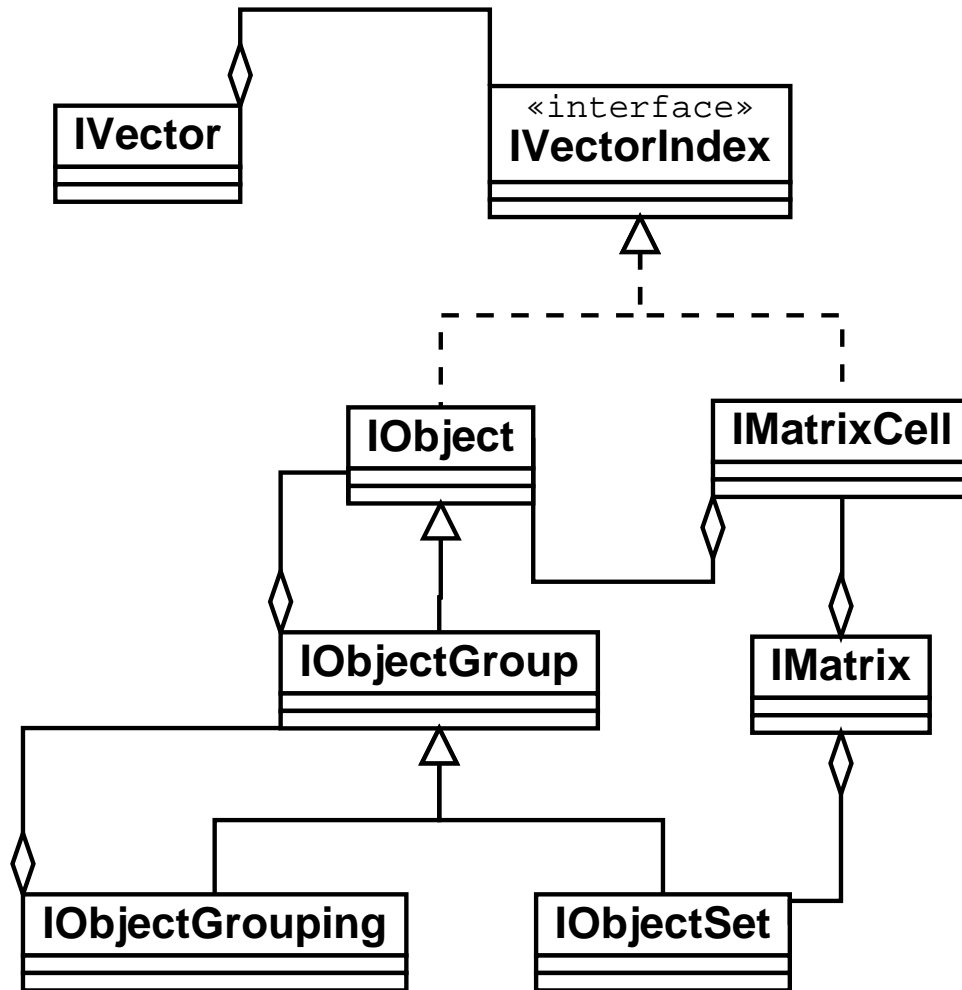 IVector
«interface»
IVectorIndex
IObject
IMatrixCell
IObjectGroup
IMatrix
IObjectGrouping
IObjectSet